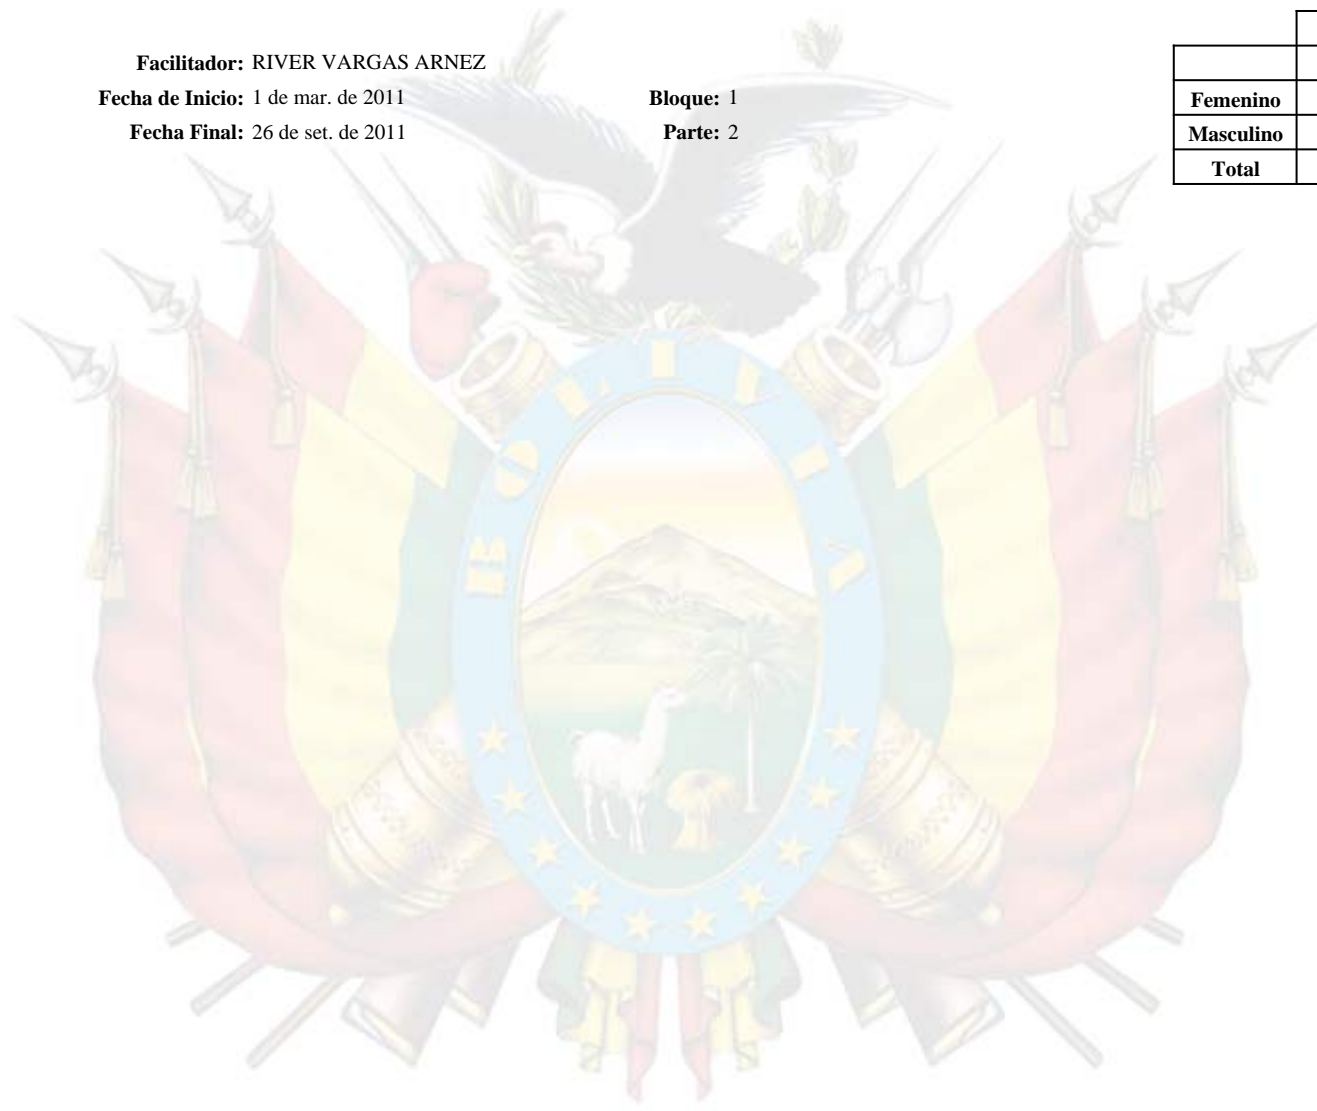 Facilitador: RIVER VARGAS ARNEZ
Fecha de Inicio: 1 de mar. de 2011 Bloque: 1
Fecha Final: 26 de set. de 2011 Parte: 2
Femenino
Masculino
Total
BOLIVIA